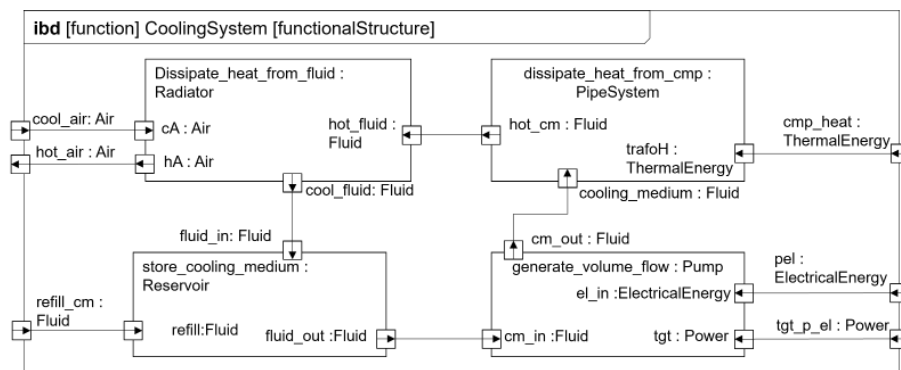 ibd [function] CoolingSystem [functionalStructure]
Dissipate_heat_from_fluid :
Radiator
dissipate_heat_from_cmp :
PipeSystem
cool_air: Air
cA : Air
hot_fluid :
Fluid
hot_cm : Fluid
cmp_heat :
ThermalEnergy
hot_air : Air
hA : Air
trafoH :
ThermalEnergy
cool_fluid: Fluid
cooling_medium : Fluid
fluid_in: Fluid
cm_out : Fluid
store_cooling_medium :
Reservoir
generate_volume_flow : Pump
pel :
ElectricalEnergy
el_in :ElectricalEnergy
refill_cm :
Fluid
refill:Fluid
fluid_out :Fluid
cm_in :Fluid
tgt : Power
tgt_p_el : Power